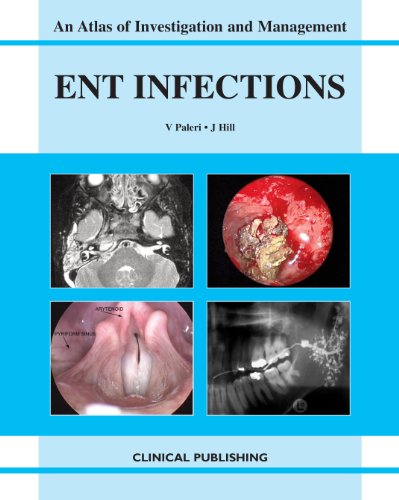 An Atlas of Investigation and Management
ENT INFECTIONS
V Paleri • J Hill
ARYTENOID
PYRIFORM SINUS
L
CLINICAL PUBLISHING